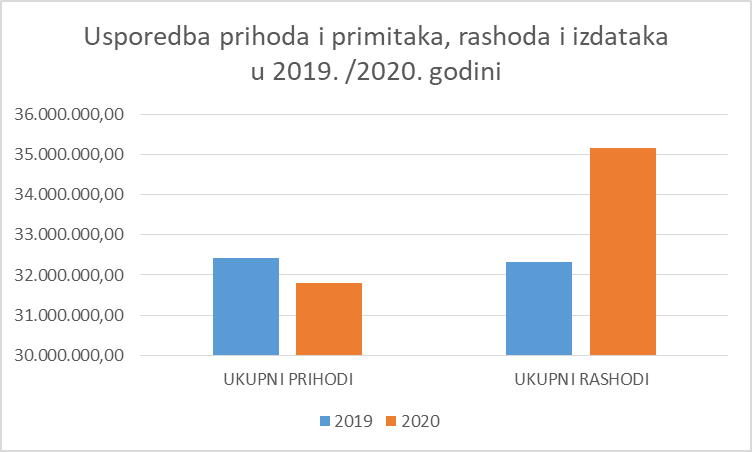 Usporedba prihoda i primitaka, rashoda i izdataka
u 2019. /2020. godini
36.000.000,00
35.000.000,00
34.000.000,00
33.000.000,00
32.000.000,00
31.000.000,00
30.000.000,00
UKUPNI PRIHODI
UKUPNI RASHODI
2019
2020